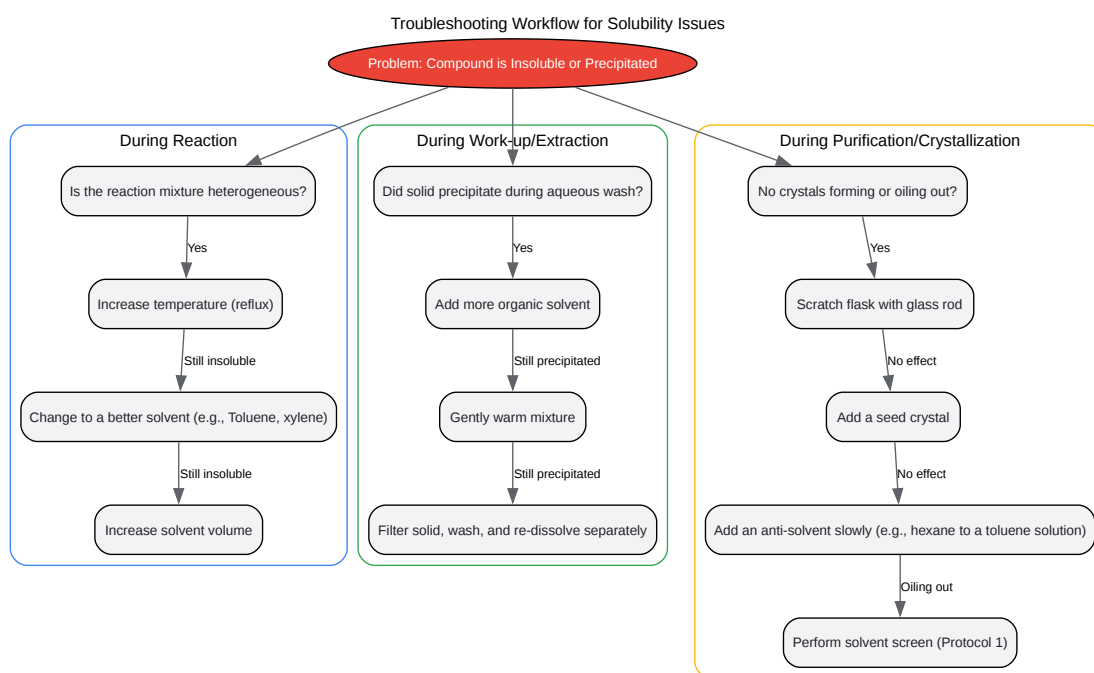 Troubleshooting Workflow for Solubility Issues
Problem: Compound is Insoluble or Precipitated
During Reaction
Is the reaction mixture heterogeneous?
Yes
Increase temperature (reflux)
Still insoluble
Change to a better solvent (e.g., Toluene, xylene)
Still insoluble
Increase solvent volume
During Work-up/Extraction
Did solid precipitate during aqueous wash?
Yes
Add more organic solvent
Still precipitated
Gently warm mixture
Still precipitated
Filter solid, wash, and re-dissolve separately
During Purification/Crystallization
No crystals forming or oiling out?
Yes
Scratch flask with glass rod
No effect
Add a seed crystal
No effect
Add an anti-solvent slowly (e.g., hexane to a toluene solution)
Oiling out
Perform solvent screen (Protocol 1)